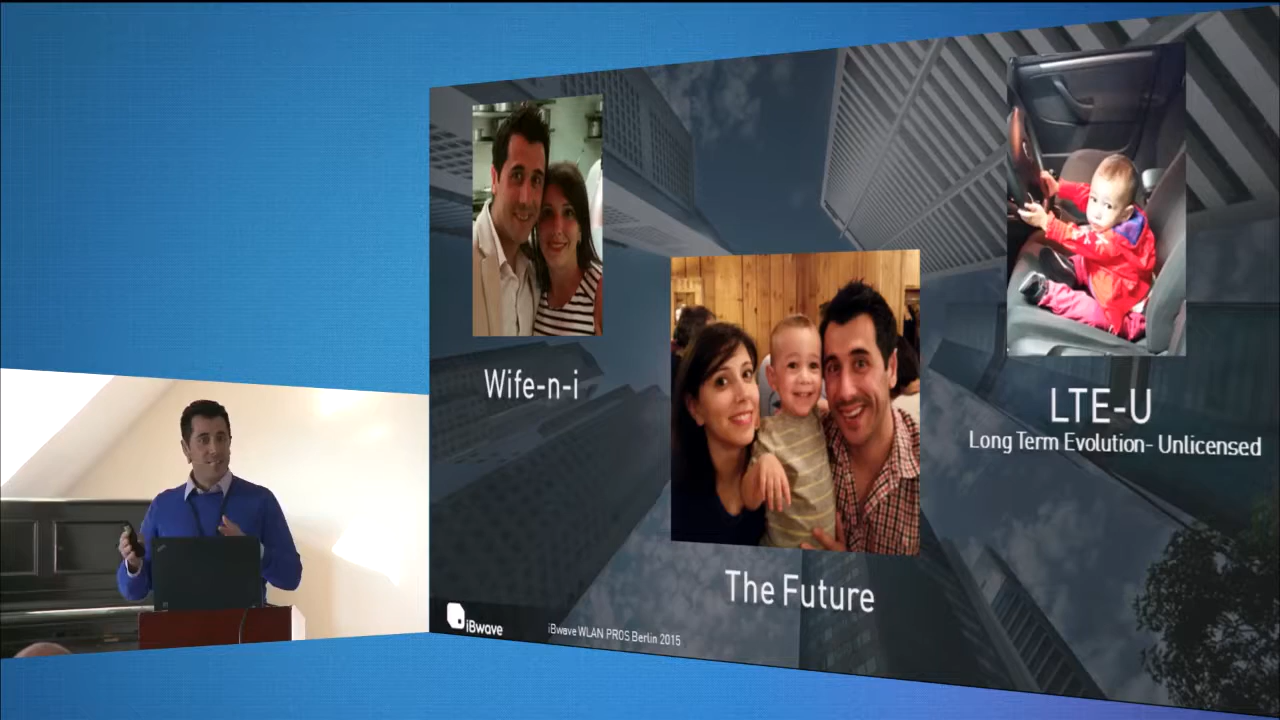 Wife-n-i
LTE-U
Long Term Evolution- Unlicensed
The Future
iBwave
iBwave WLAN PROS Berlin 2015